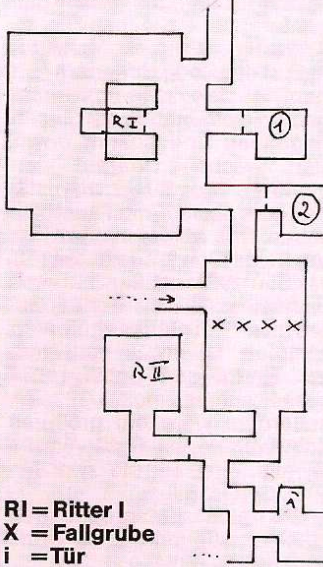 RI
1
2
X X X X
RII
RI = Ritter I
X = Fallgrube
i = Tür